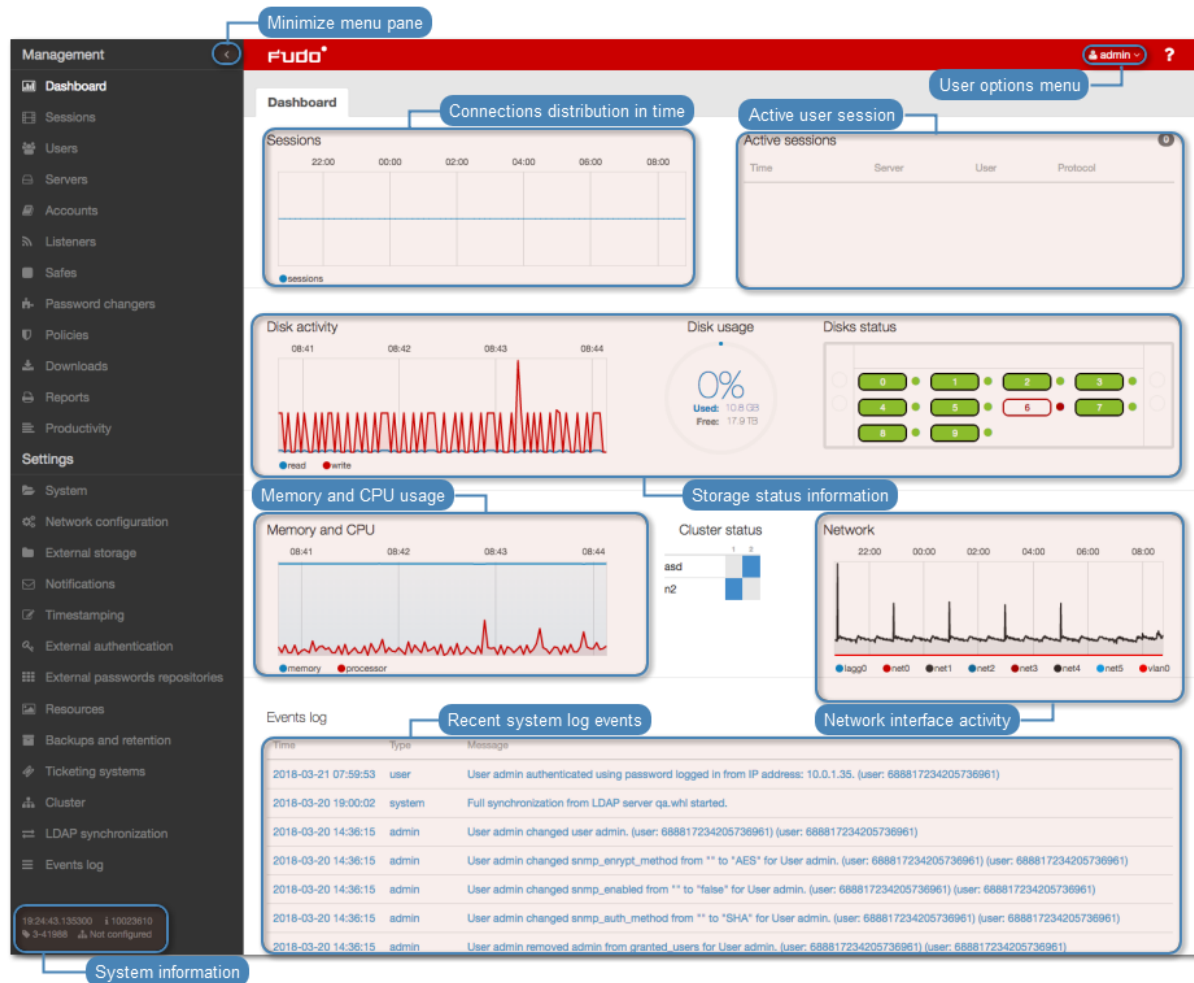 Minimize menu pane
Management
Fudo
admin
?
User options menu
Dashboard
Sessions
Users
Servers
Accounts
Listeners
Safes
Password changers
Policies
Downloads
Reports
Productivity
Settings
System
Network configuration
External storage
Notifications
Timestamping
External authentication
External passwords repositories
Resources
Backups and retention
Ticketing systems
Cluster
LDAP synchronization
Events log
19:24:43.135300 10023610
3-41988 Not configured
System information
Dashboard
Connections distribution in time
Active user session
Sessions
22:00 00:00 02:00 04:00 06:00 08:00
sessions
Active sessions 0
Time Server User Protocol
Disk activity
08:41 08:42 08:43 08:44
read write
Disk usage
0%
Used: 10.8 GB
Free: 17.9 TB
Disks status
0 1 2 3
4 5 6 7
8 9
Memory and CPU usage
Storage status information
Memory and CPU
08:41 08:42 08:43 08:44
memory processor
Cluster status
1 2
asd
n2
Network
22:00 00:00 02:00 04:00 06:00 08:00
lagg0 net0 net1 net2 net3 net4 net5 vlan0
Network interface activity
Events log
Recent system log events
Time Type Message
2018-03-21 07:59:53 user User admin authenticated using password logged in from IP address: 10.0.1.35. (user: 688817234205736961)
2018-03-20 19:00:02 system Full synchronization from LDAP server qa.whl started.
2018-03-20 14:36:15 admin User admin changed user admin. (user: 688817234205736961) (user: 688817234205736961)
2018-03-20 14:36:15 admin User admin changed snmp_enrypt_method from "" to "AES" for User admin. (user: 688817234205736961) (user: 688817234205736961)
2018-03-20 14:36:15 admin User admin changed snmp_enabled from "" to "false" for User admin. (user: 688817234205736961) (user: 688817234205736961)
2018-03-20 14:36:15 admin User admin changed snmp_auth_method from "" to "SHA" for User admin. (user: 688817234205736961) (user: 688817234205736961)
2018-03-20 14:36:15 admin User admin removed admin from granted_users for User admin. (user: 688817234205736961) (user: 688817234205736961)